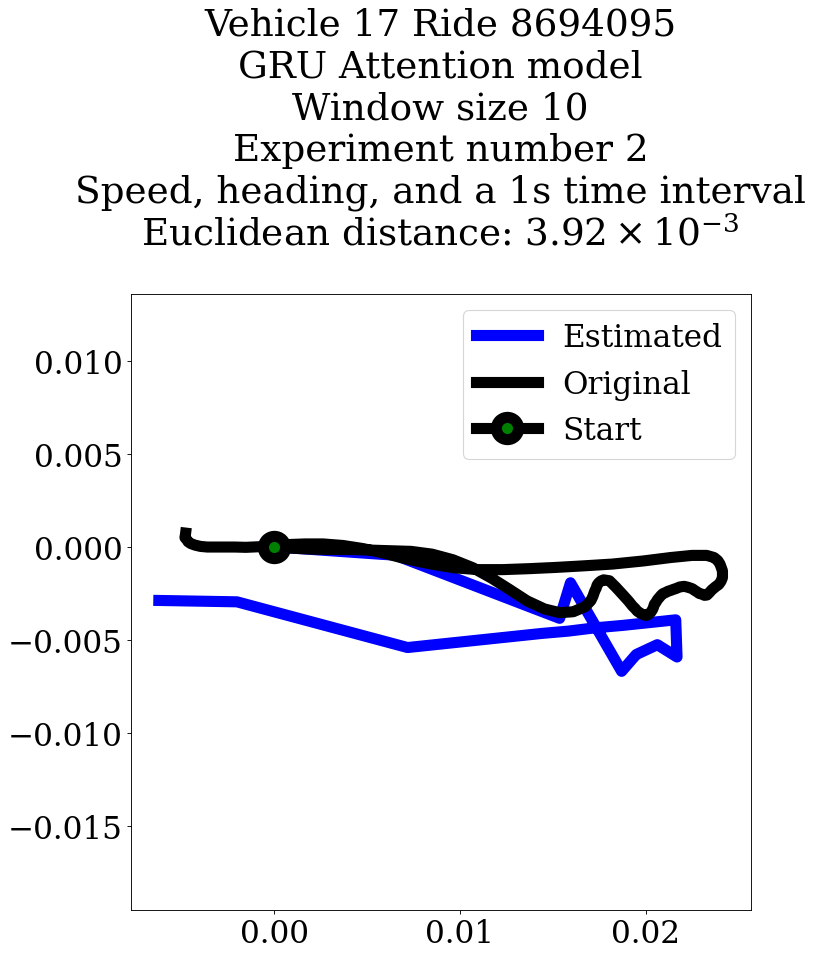 Vehicle 17 Ride 8694095
GRU Attention model
Window size 10
Experiment number 2
Speed, heading, and a 1s time interval
Euclidean distance: 3.92 × 10⁻³
Estimated
Original
Start
0.010
0.005
0.000
−0.005
−0.010
−0.015
0.00 0.01 0.02